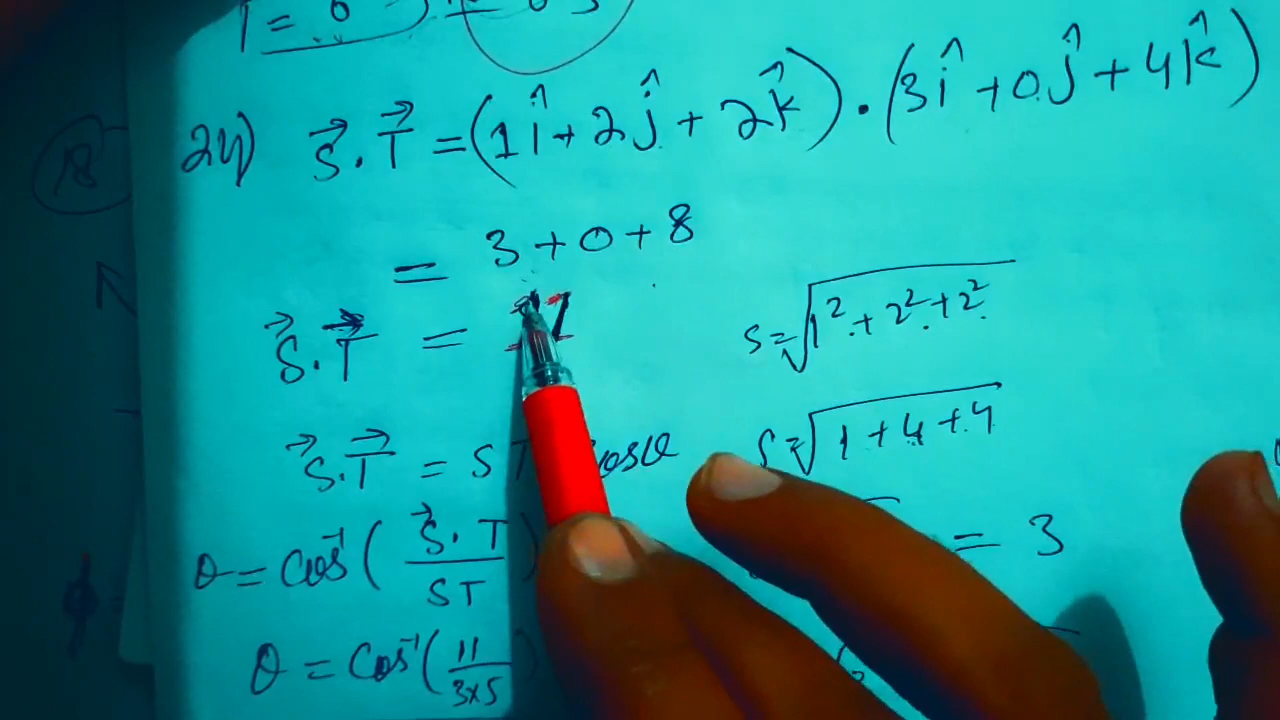 24) S⃗.T⃗ = (1î + 2ĵ + 2k̂) . (3î + 0ĵ + 4k̂)
= 3 + 0 + 8
S⃗.T⃗ =
S = √1² + 2² + 2²
S⃗.T⃗ = S T cosθ
S = √1 + 4 + 4
= 3
θ = cos⁻¹ ( S⃗.T / ST )
θ = cos⁻¹ ( 11 / 3×5